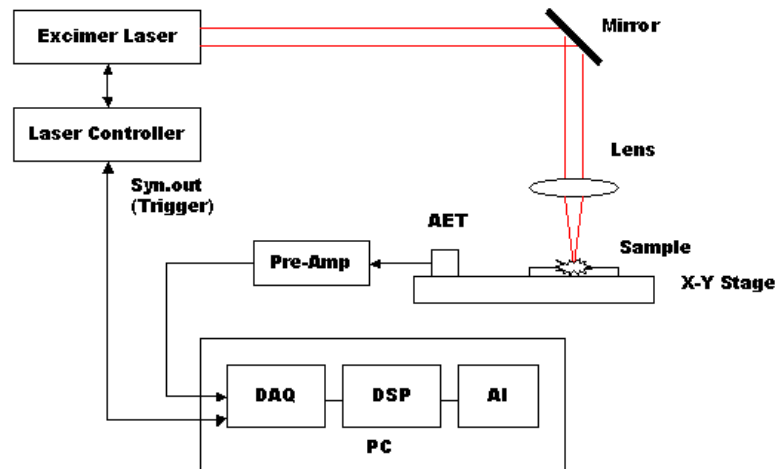 Excimer Laser
Mirror
Laser Controller
Lens
Syn.out
(Trigger)
AET
Pre-Amp
Sample
X-Y Stage
DAQ
DSP
AI
PC